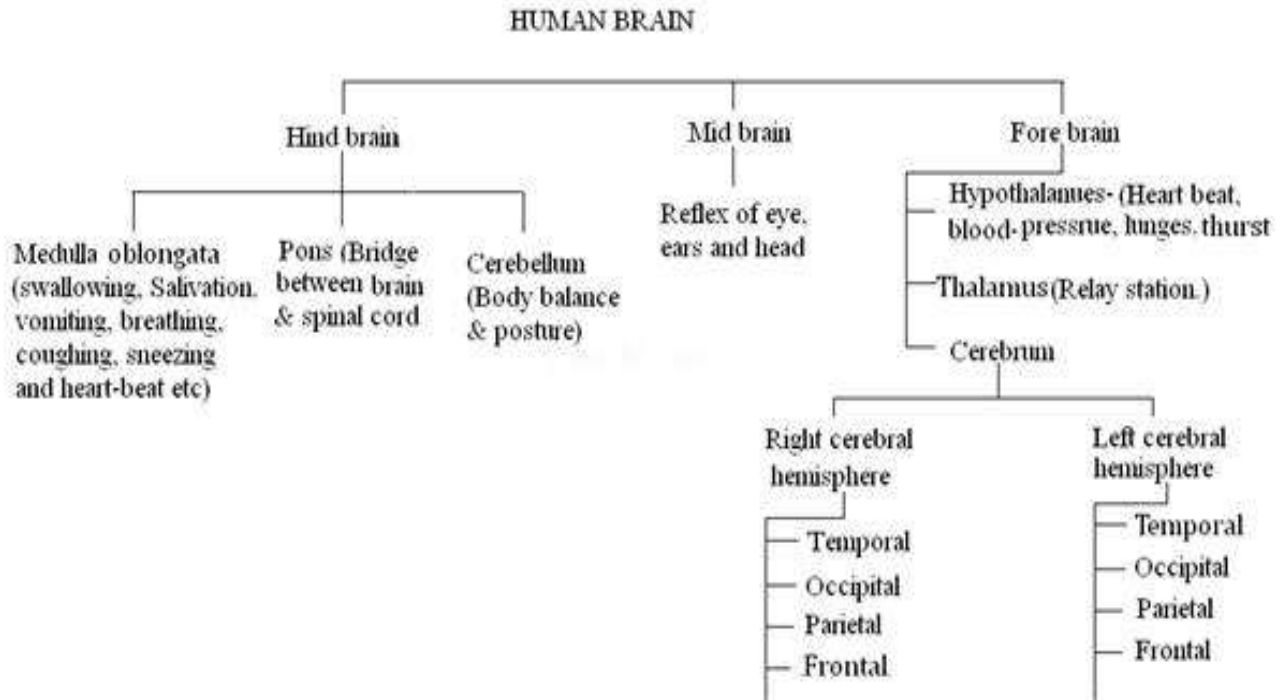 HUMAN BRAIN
Hind brain
Mid brain
Fore brain
Medulla oblongata
(swallowing, Salivation.
vomiting, breathing,
coughing, sneezing
and heart-beat etc)
Pons (Bridge
between brain
& spinal cord
Cerebellum
(Body balance
& posture)
Reflex of eye,
ears and head
Hypothalanues- (Heart beat,
blood- pressrue, hunges, thurst
Thalamus (Relay station.)
Cerebrum
Right cerebral
hemisphere
Temporal
Occipital
Parietal
Frontal
Left cerebral
hemisphere
Temporal
Occipital
Parietal
Frontal